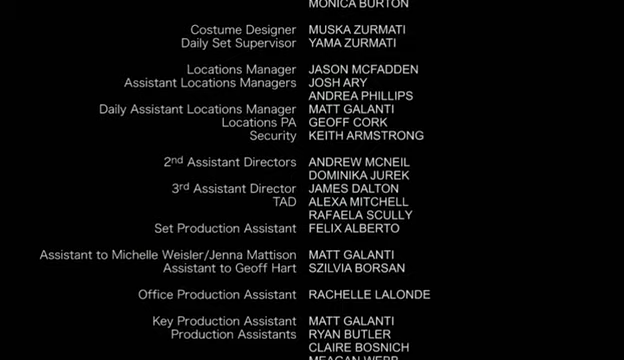 MONICA BURTON
Costume Designer MUSKA ZURMATI
Daily Set Supervisor YAMA ZURMATI
Locations Manager JASON MCFADDEN
Assistant Locations Managers JOSH ARY
ANDREA PHILLIPS
Daily Assistant Locations Manager MATT GALANTI
Locations PA GEOFF CORK
Security KEITH ARMSTRONG
2nd Assistant Directors ANDREW MCNEIL
DOMINIKA JUREK
3rd Assistant Director JAMES DALTON
TAD ALEXA MITCHELL
RAFAELA SCULLY
Set Production Assistant FELIX ALBERTO
Assistant to Michelle Weisler/Jenna Mattison MATT GALANTI
Assistant to Geoff Hart SZILVIA BORSAN
Office Production Assistant RACHELLE LALONDE
Key Production Assistant MATT GALANTI
Production Assistants RYAN BUTLER
CLAIRE BOSNICH
MEAGAN WEBB